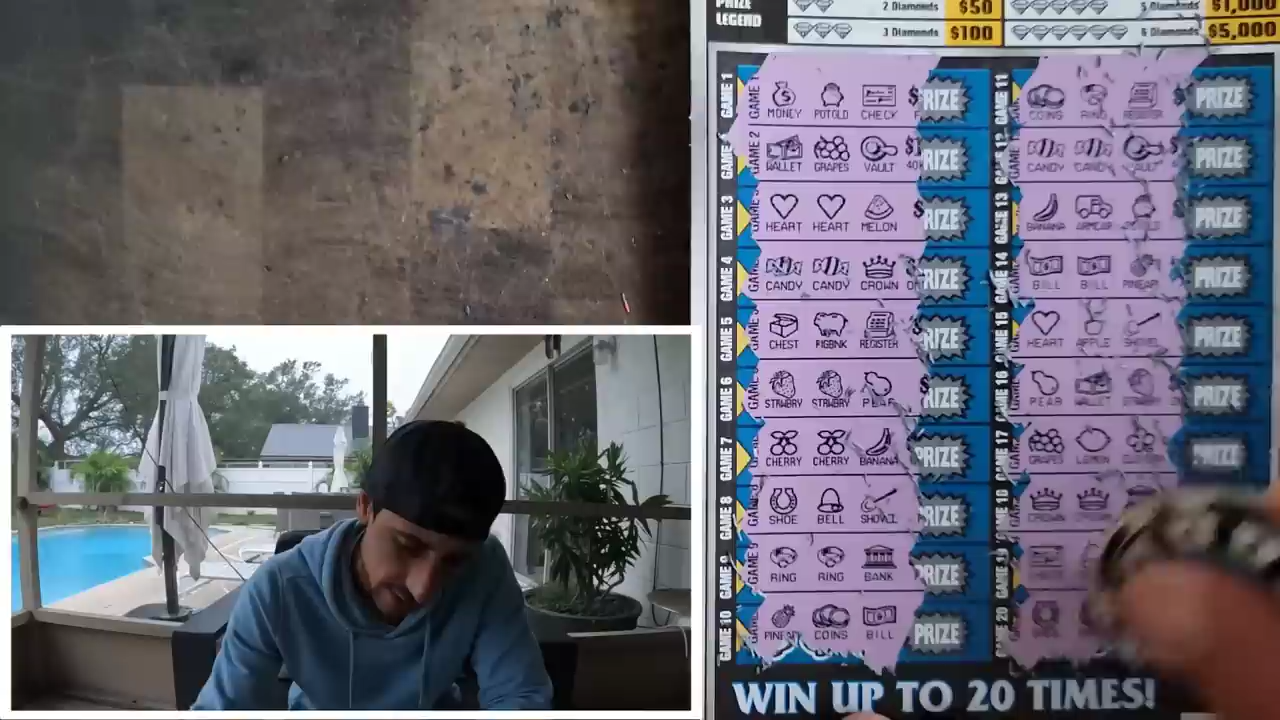 PRIZE LEGEND
2 Diamonds $50
3 Diamonds $100
5 Diamonds $1,000
6 Diamonds $5,000
GAME 1 MONEY POTGLD CHECK $ PRIZE
GAME 2 WALLET GRAPES VAULT $1 40K PRIZE
GAME 3 HEART HEART MELON $ PRIZE
GAME 4 CANDY CANDY CROWN PRIZE
GAME 5 CHEST PIGBNK REGISTER PRIZE
GAME 6 STRWBRY STRWBRY PEAR $ PRIZE
GAME 7 CHERRY CHERRY BANANA PRIZE
GAME 8 SHOE BELL SHOVEL PRIZE
GAME 9 RING RING BANK PRIZE
GAME 10 PINEAP COINS BILL PRIZE
GAME 11 COINS RING REGISTER PRIZE
GAME 12 CANDY CANDY VAULT $ PRIZE
GAME 13 BANANA ARMCAR PRIZE
GAME 14 BILL BILL PINEAP PRIZE
GAME 15 HEART APPLE SHOVEL PRIZE
GAME 16 PEAR WALLET PRIZE
GAME 17 GRAPES LEMON PRIZE
CROWN
WIN UP TO 20 TIMES!